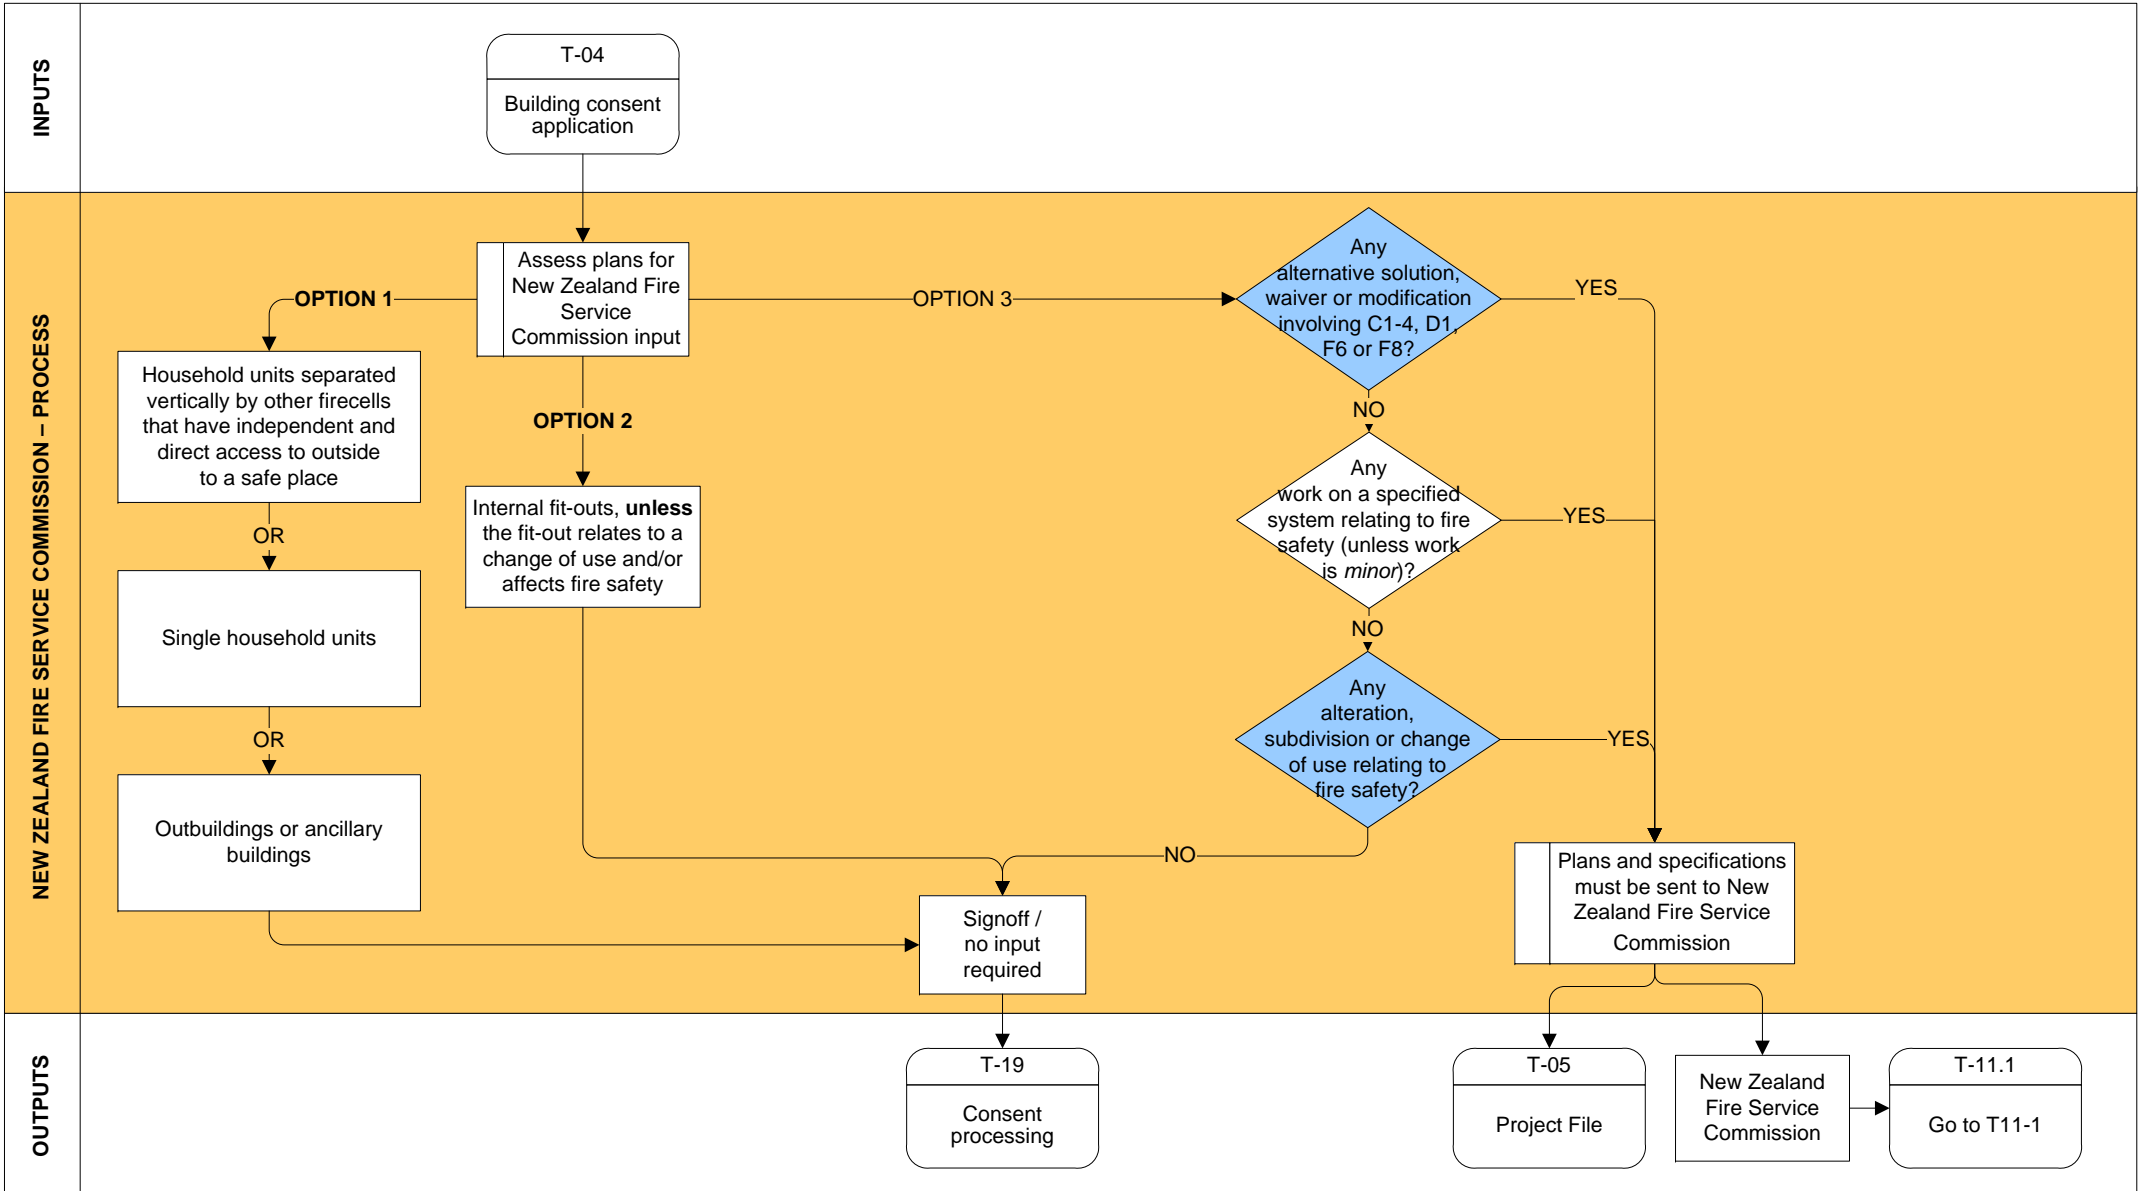 INPUTS
T-04
Building consent
application
NEW ZEALAND FIRE SERVICE COMMISSION – PROCESS
Assess plans for
New Zealand Fire
Service
Commission input
OPTION 1
OPTION 2
OPTION 3
Household units separated
vertically by other firecells
that have independent and
direct access to outside
to a safe place
OR
Single household units
OR
Outbuildings or ancillary
buildings
Internal fit-outs, unless
the fit-out relates to a
change of use and/or
affects fire safety
Any
alternative solution,
waiver or modification
involving C1-4, D1,
F6 or F8?
YES
NO
Any
work on a specified
system relating to fire
safety (unless work
is minor)?
YES
NO
Any
alteration,
subdivision or change
of use relating to
fire safety?
YES
NO
Signoff /
no input
required
Plans and specifications
must be sent to New
Zealand Fire Service
Commission
OUTPUTS
T-19
Consent
processing
T-05
Project File
New Zealand
Fire Service
Commission
T-11.1
Go to T11-1